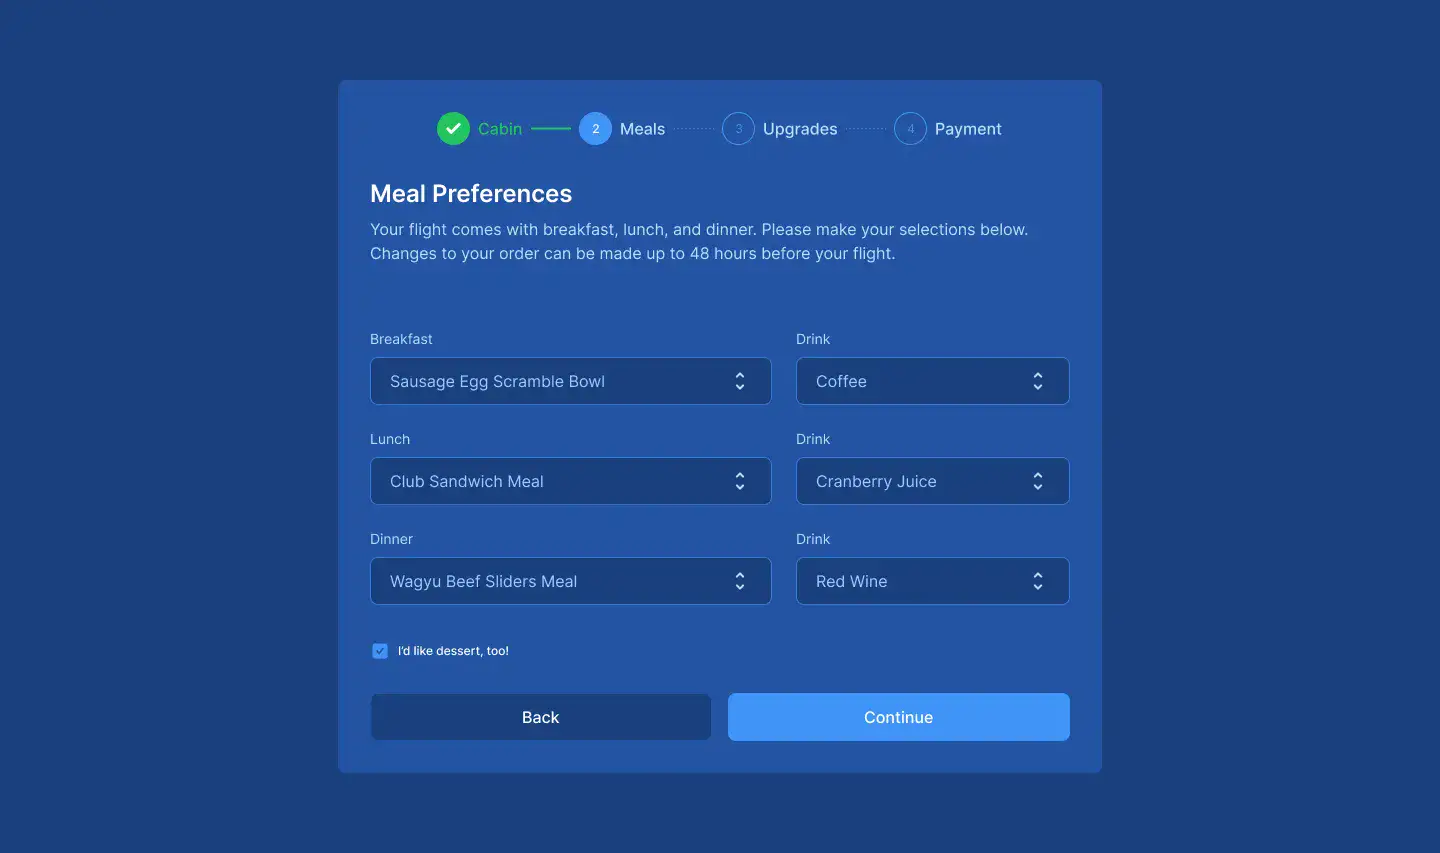 Cabin 2 Meals 3 Upgrades 4 Payment
Meal Preferences
Your flight comes with breakfast, lunch, and dinner. Please make your selections below.
Changes to your order can be made up to 48 hours before your flight.
Breakfast Drink
Sausage Egg Scramble Bowl Coffee
Lunch Drink
Club Sandwich Meal Cranberry Juice
Dinner Drink
Wagyu Beef Sliders Meal Red Wine
I'd like dessert, too!
Back Continue